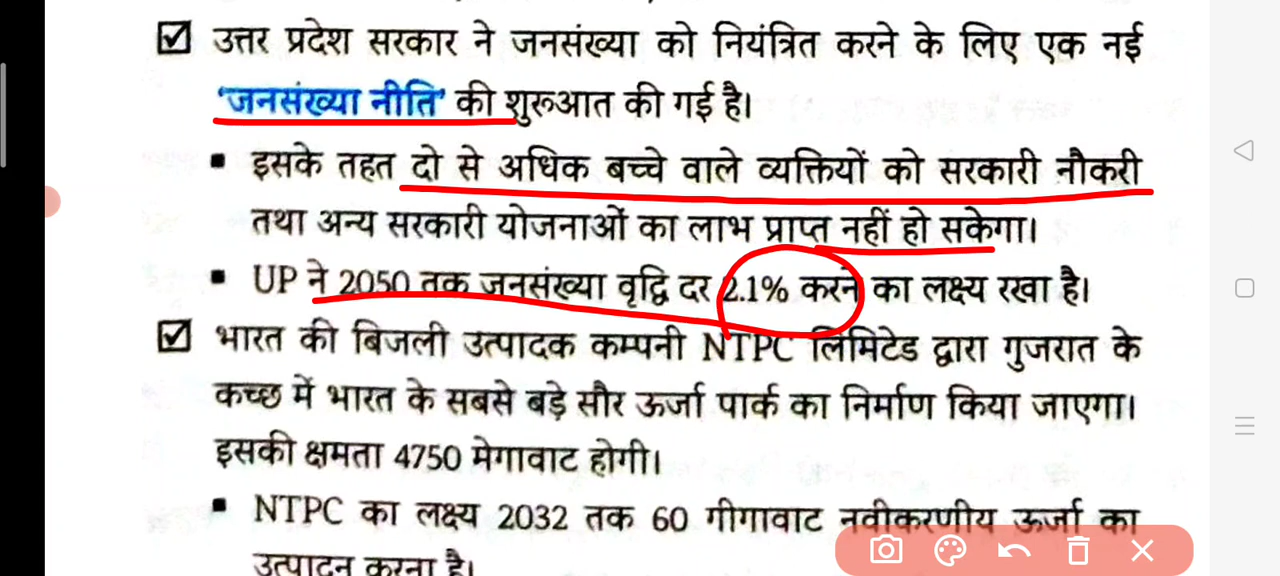 उत्तर प्रदेश सरकार ने जनसंख्या को नियंत्रित करने के लिए एक नई
'जनसंख्या नीति' की शुरूआत की गई है।
इसके तहत दो से अधिक बच्चे वाले व्यक्तियों को सरकारी नौकरी
तथा अन्य सरकारी योजनाओं का लाभ प्राप्त नहीं हो सकेगा।
UP ने 2050 तक जनसंख्या वृद्धि दर 2.1% करने का लक्ष्य रखा है।
भारत की बिजली उत्पादक कम्पनी NTPC लिमिटेड द्वारा गुजरात के
कच्छ में भारत के सबसे बड़े सौर ऊर्जा पार्क का निर्माण किया जाएगा।
इसकी क्षमता 4750 मेगावाट होगी।
NTPC का लक्ष्य 2032 तक 60 गीगावाट नवीकरणीय ऊर्जा का
उत्पादन करना है।